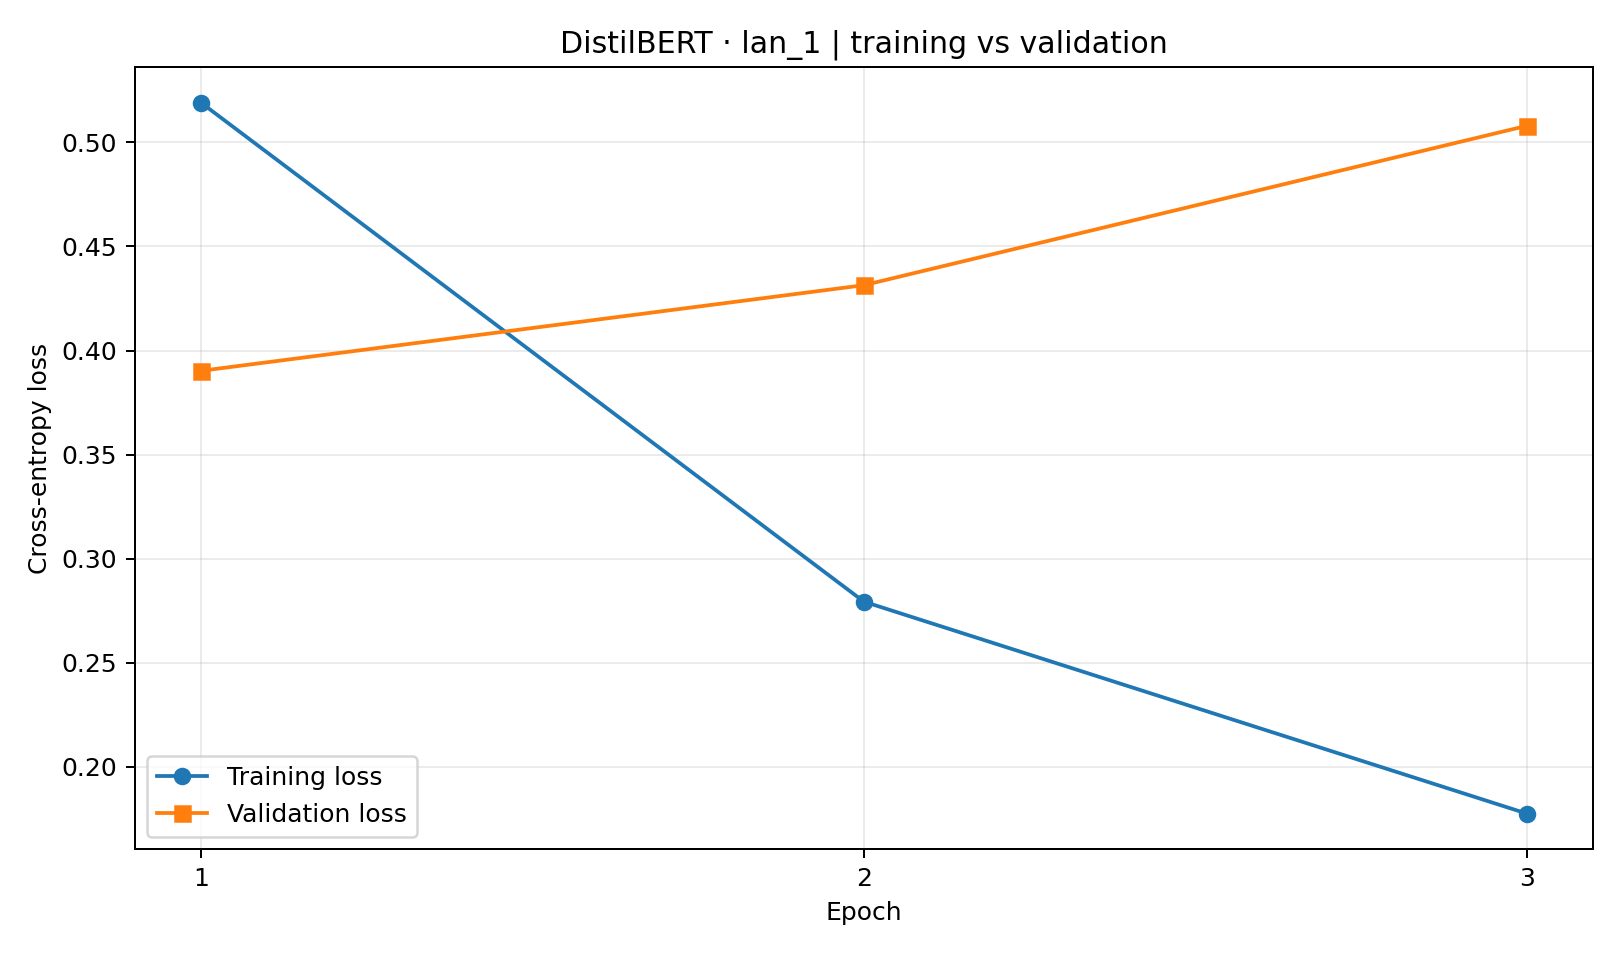 DistilBERT · lan_1 | training vs validation
Cross-entropy loss
0.50
0.45
0.40
0.35
0.30
0.25
0.20
Training loss
Validation loss
1 2 3
Epoch